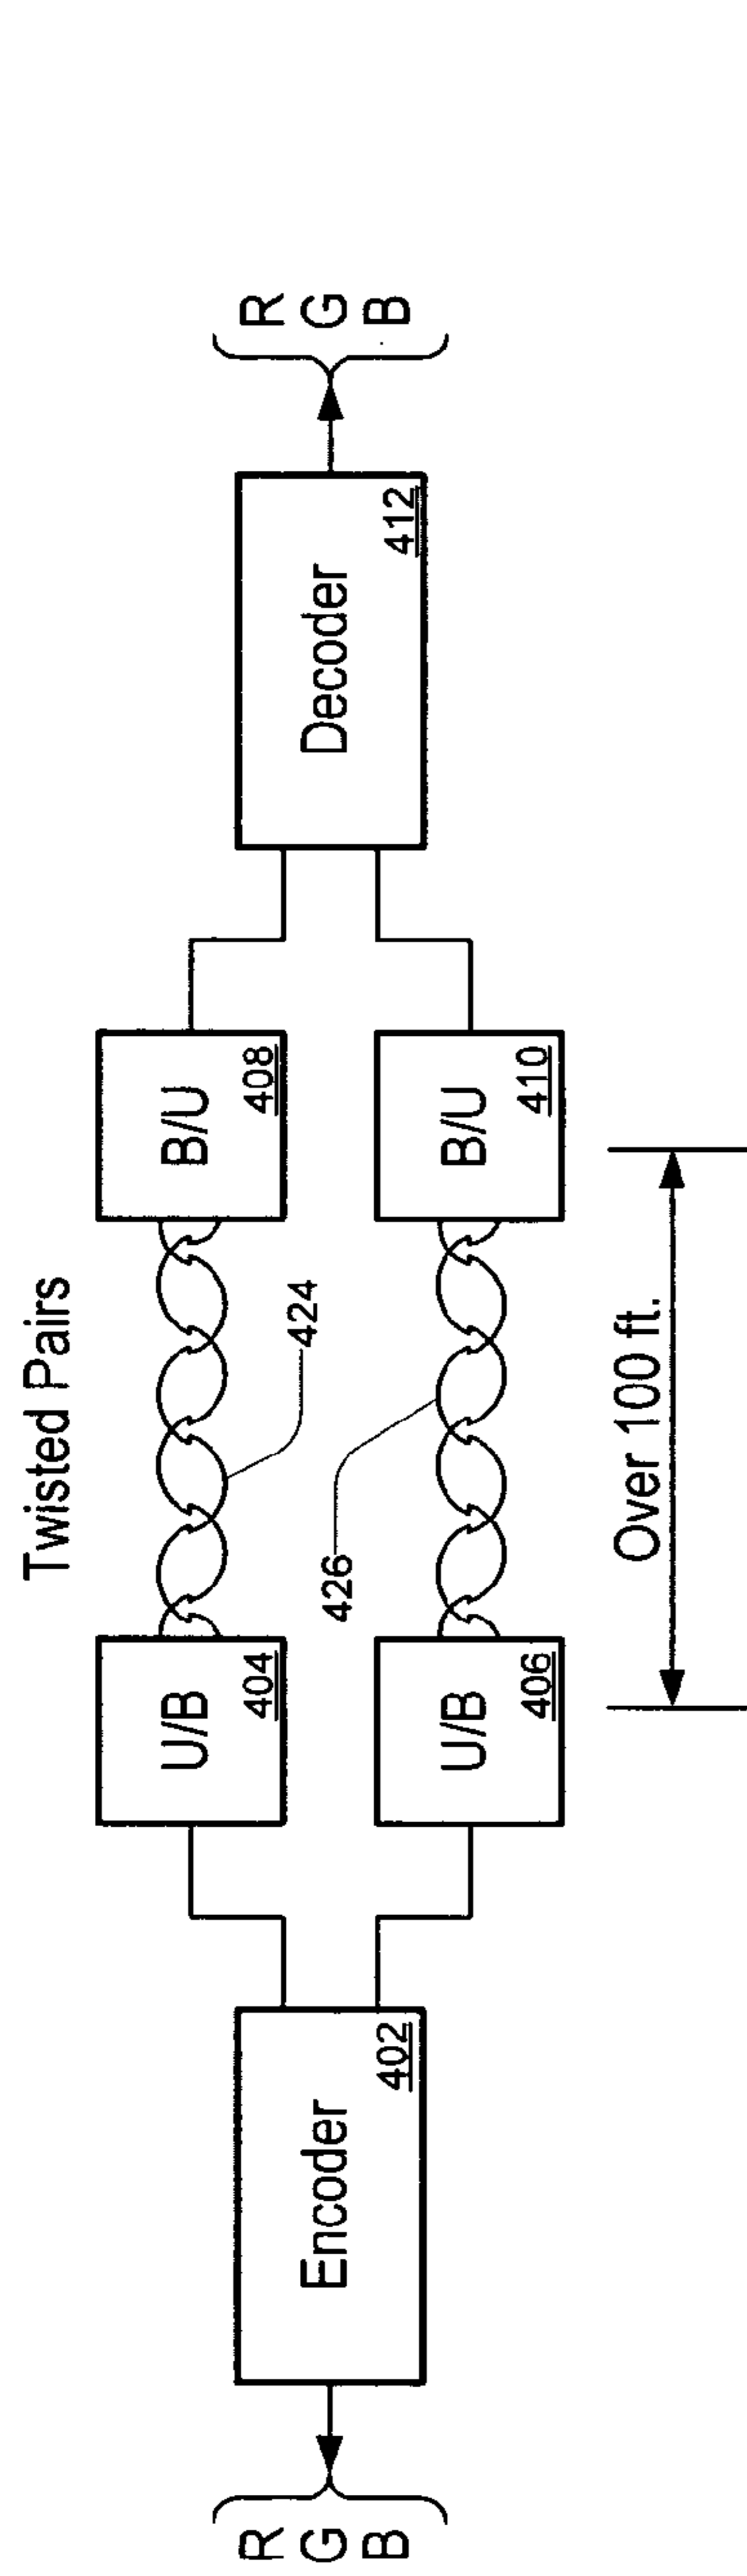 Twisted Pairs
R
G
B
Encoder
402
U/B
404
U/B
406
424
426
B/U
408
B/U
410
Decoder
412
R
G
B
Over 100 ft.